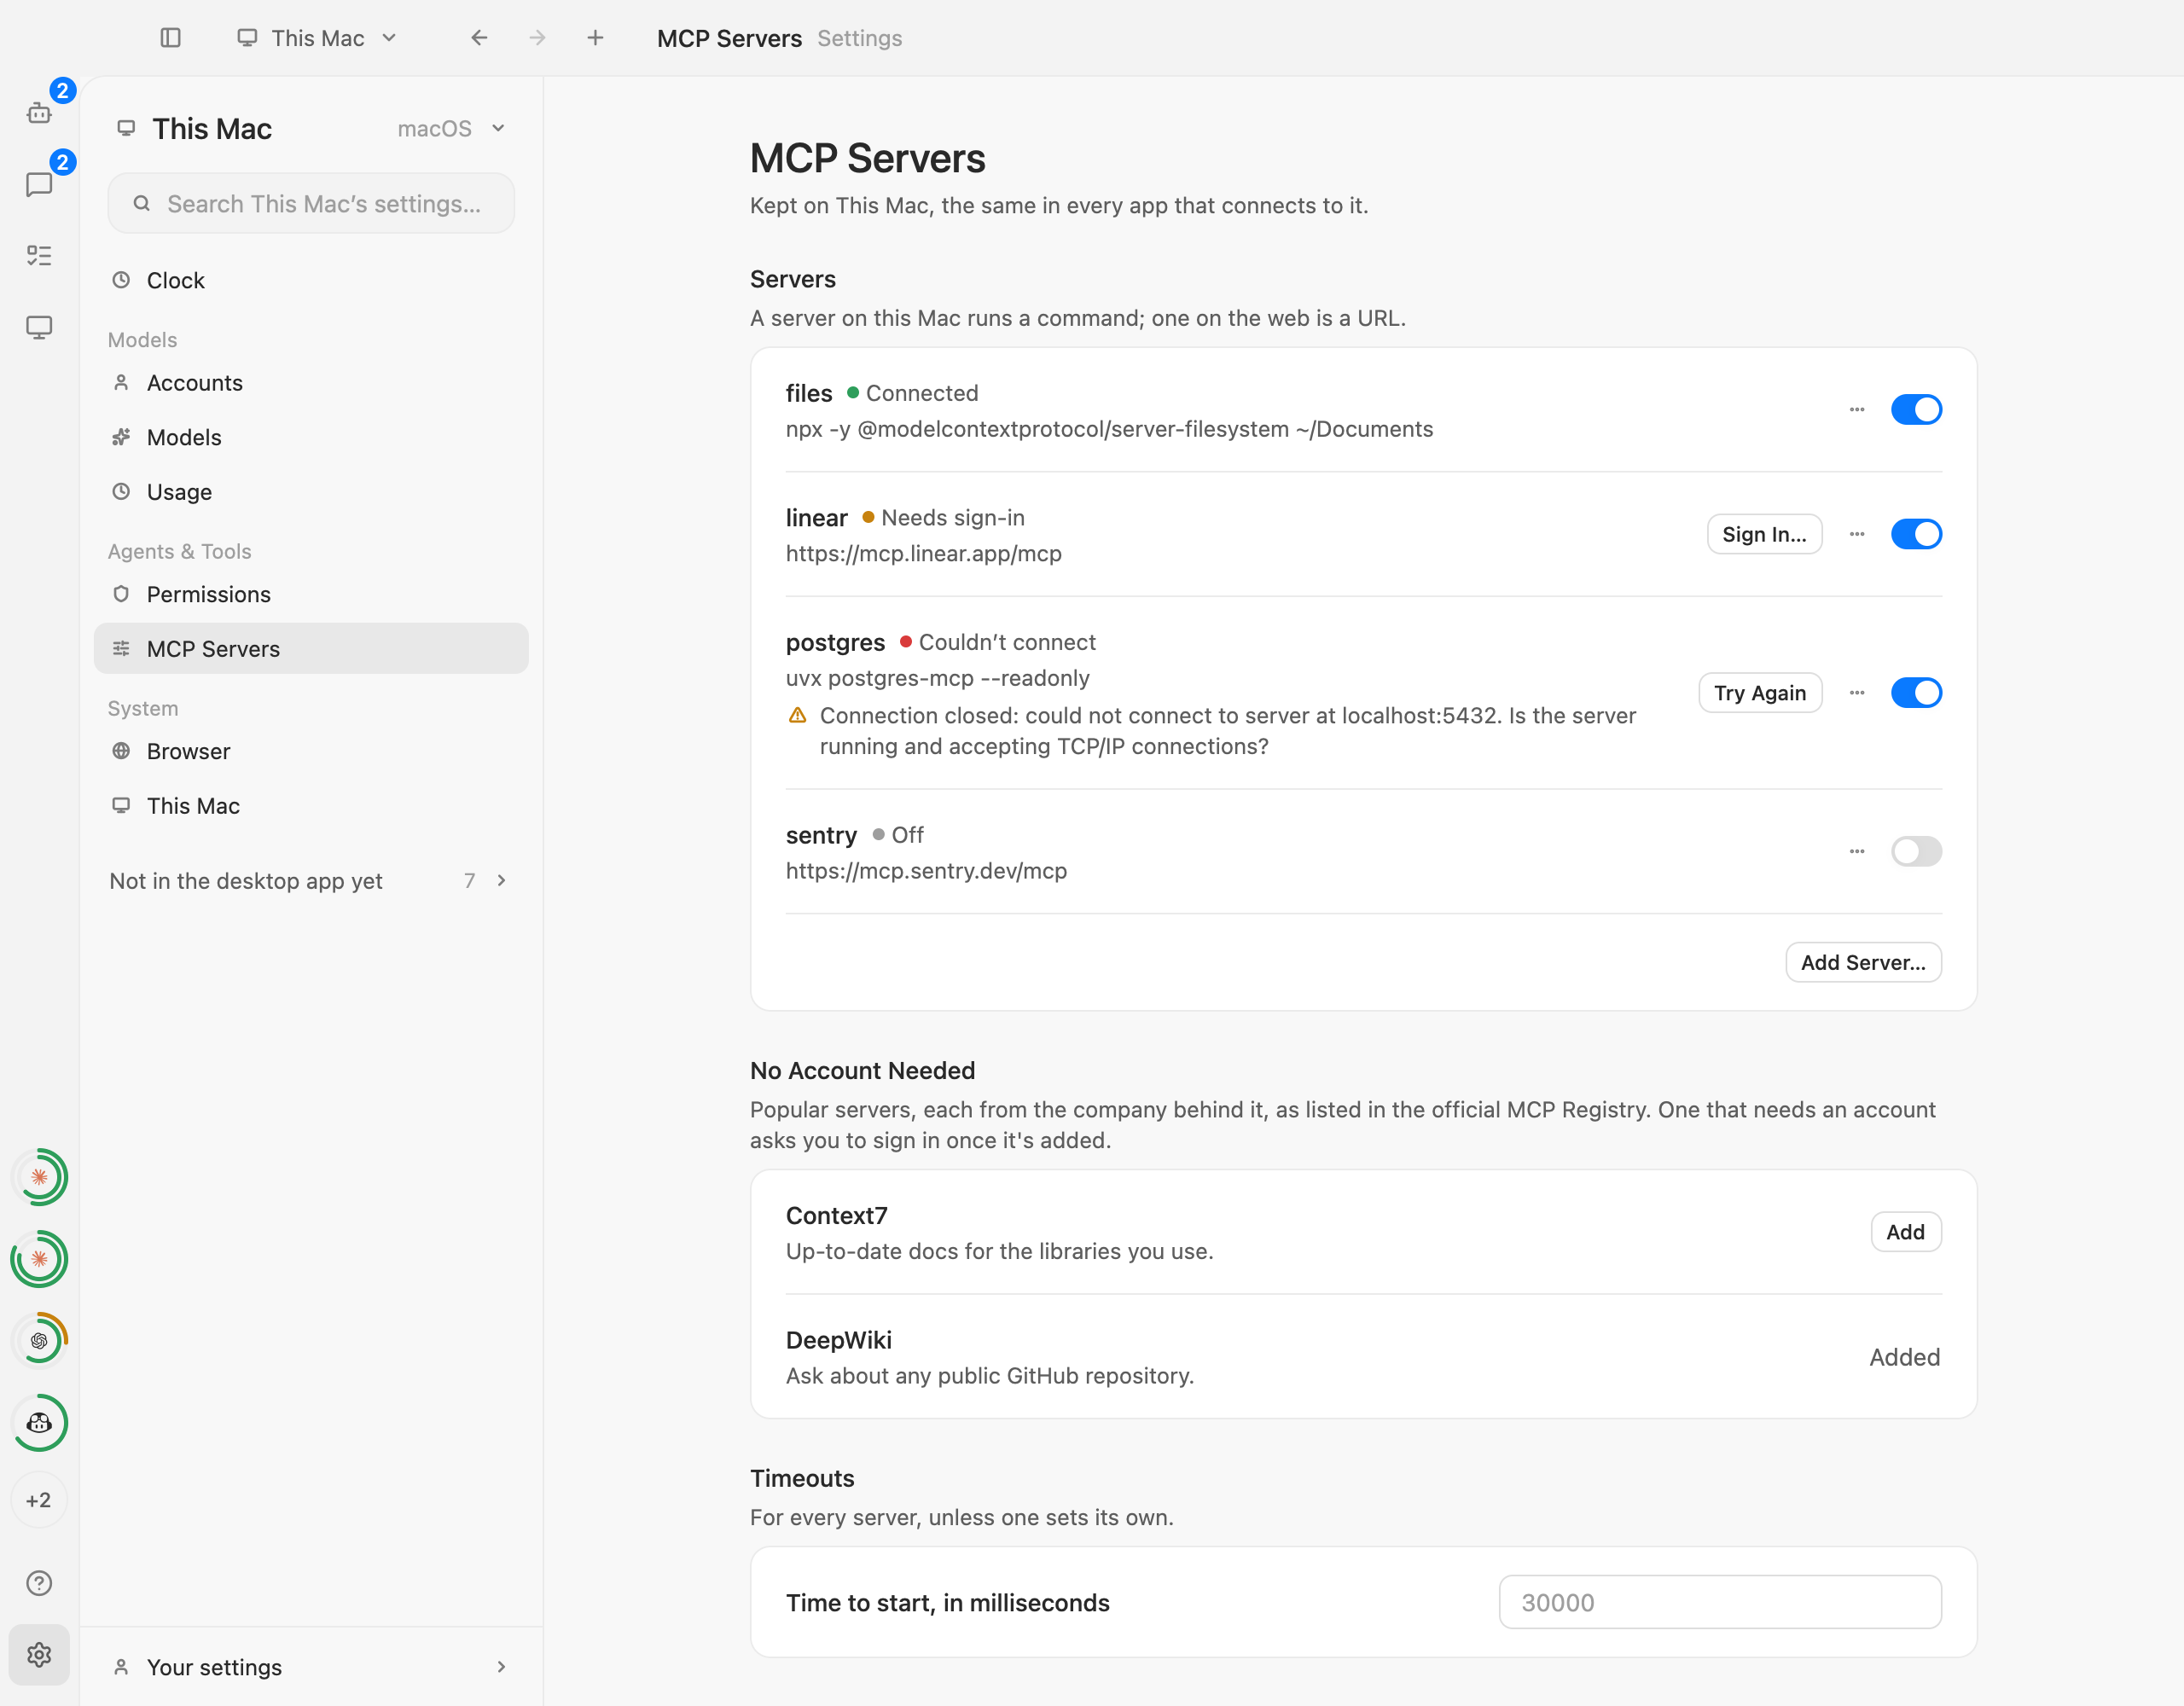 This Mac
MCP Servers Settings
2
2
This Mac
macOS
Search This Mac’s settings...
Clock
Models
Accounts
Models
Usage
Agents & Tools
Permissions
MCP Servers
System
Browser
This Mac
Not in the desktop app yet 7
+2
Your settings
MCP Servers
Kept on This Mac, the same in every app that connects to it.
Servers
A server on this Mac runs a command; one on the web is a URL.
files Connected
npx -y @modelcontextprotocol/server-filesystem ~/Documents
linear Needs sign-in
https://mcp.linear.app/mcp
Sign In...
postgres Couldn’t connect
uvx postgres-mcp --readonly
Connection closed: could not connect to server at localhost:5432. Is the server
running and accepting TCP/IP connections?
Try Again
sentry Off
https://mcp.sentry.dev/mcp
Add Server...
No Account Needed
Popular servers, each from the company behind it, as listed in the official MCP Registry. One that needs an account
asks you to sign in once it's added.
Context7
Up-to-date docs for the libraries you use.
Add
DeepWiki
Ask about any public GitHub repository.
Added
Timeouts
For every server, unless one sets its own.
Time to start, in milliseconds
30000